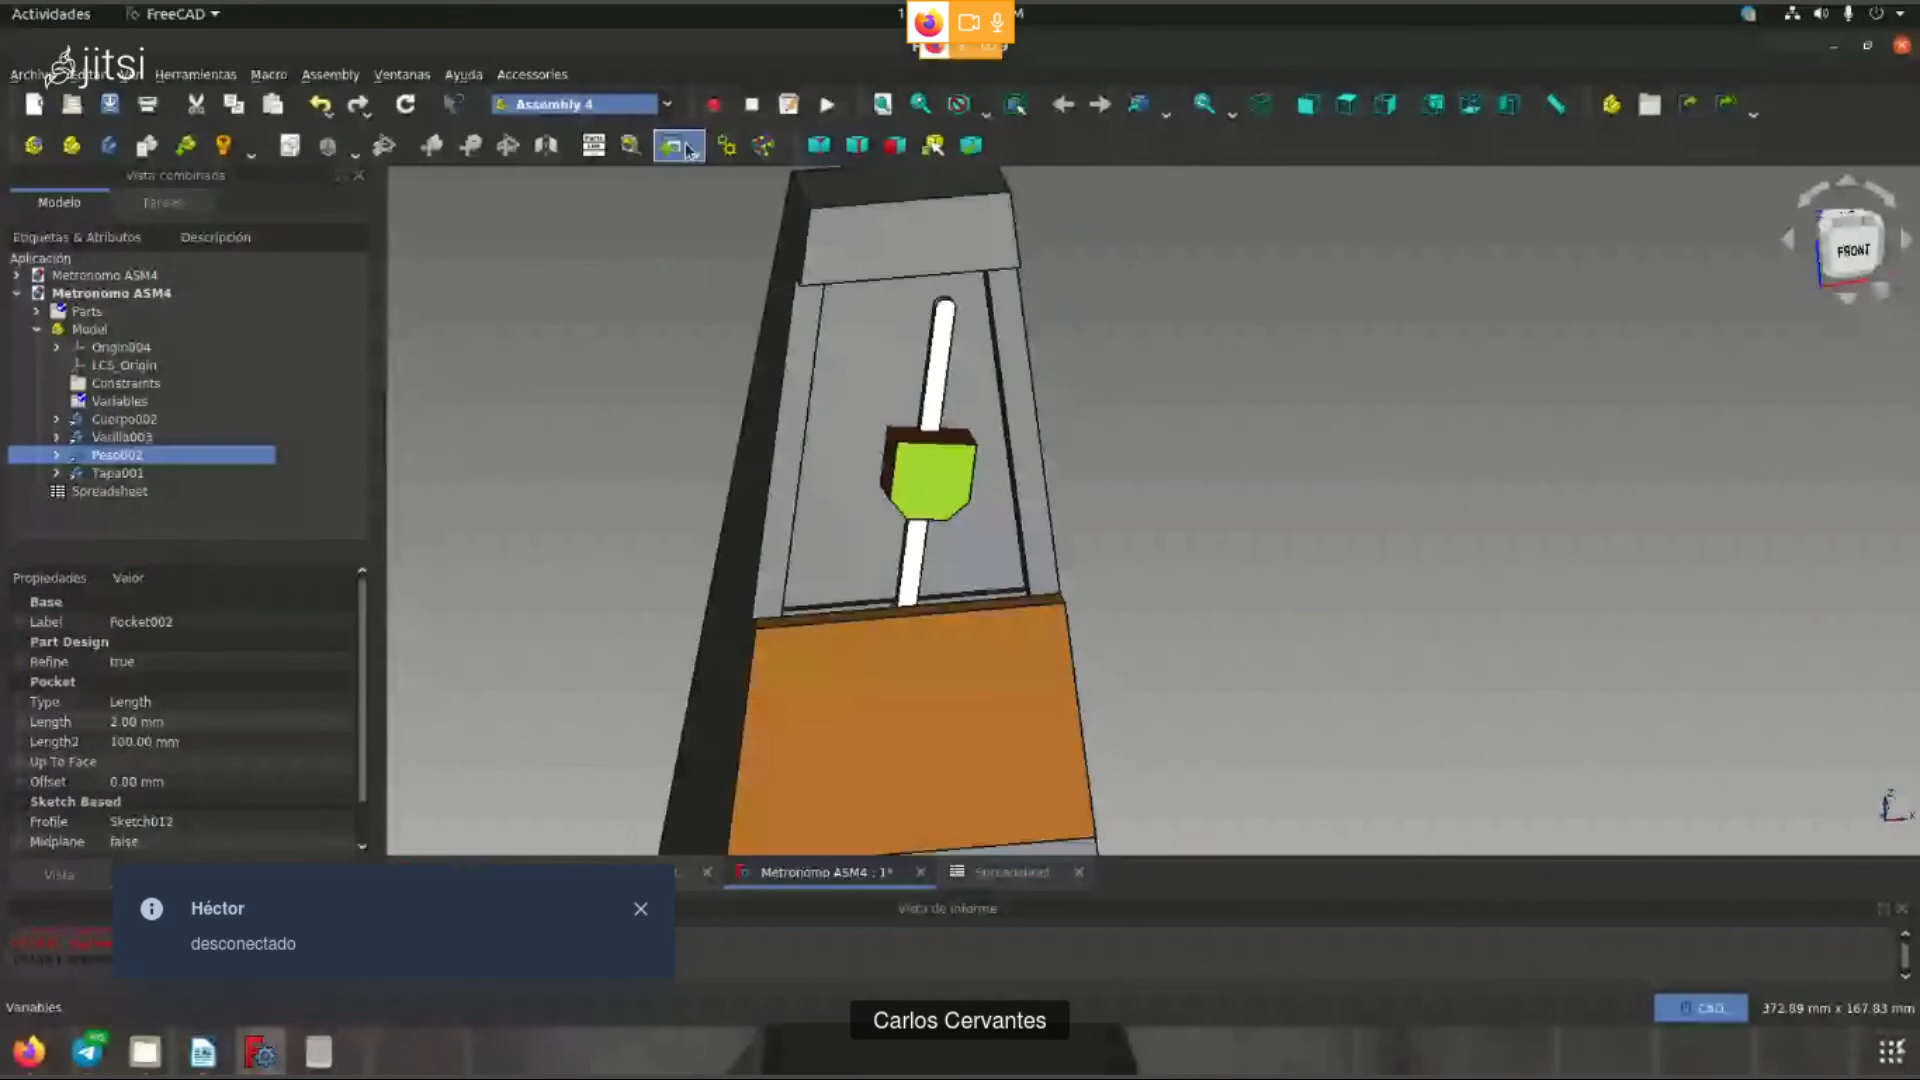 Actividades
FreeCAD
jitsi
Herramientas
Macro
Assembly
Ventanas
Ayuda
Accessories
Assembly 4
Vista combinada
Modelo
Tareas
Etiquetas & Atributos
Descripción
Aplicación
Metronomo ASM4
Metronomo ASM4
Parts
Model
Origin004
LCS_Origin
Constraints
Variables
Cuerpo002
Varilla003
Peso002
Tapa001
Spreadsheet
FRONT
Propiedades
Valor
Base
Label
Pocket002
Part Design
Refine
true
Pocket
Type
Length
Length
2.00 mm
Length2
100.00 mm
Up To Face
Offset
0.00 mm
Sketch Based
Profile
Sketch012
Midplane
false
Vista
Metronomo ASM4 : 1*
Spreadsheet
Vista de informe
Héctor
desconectado
Variables
Carlos Cervantes
CAD
372.89 mm x 167.83 mm